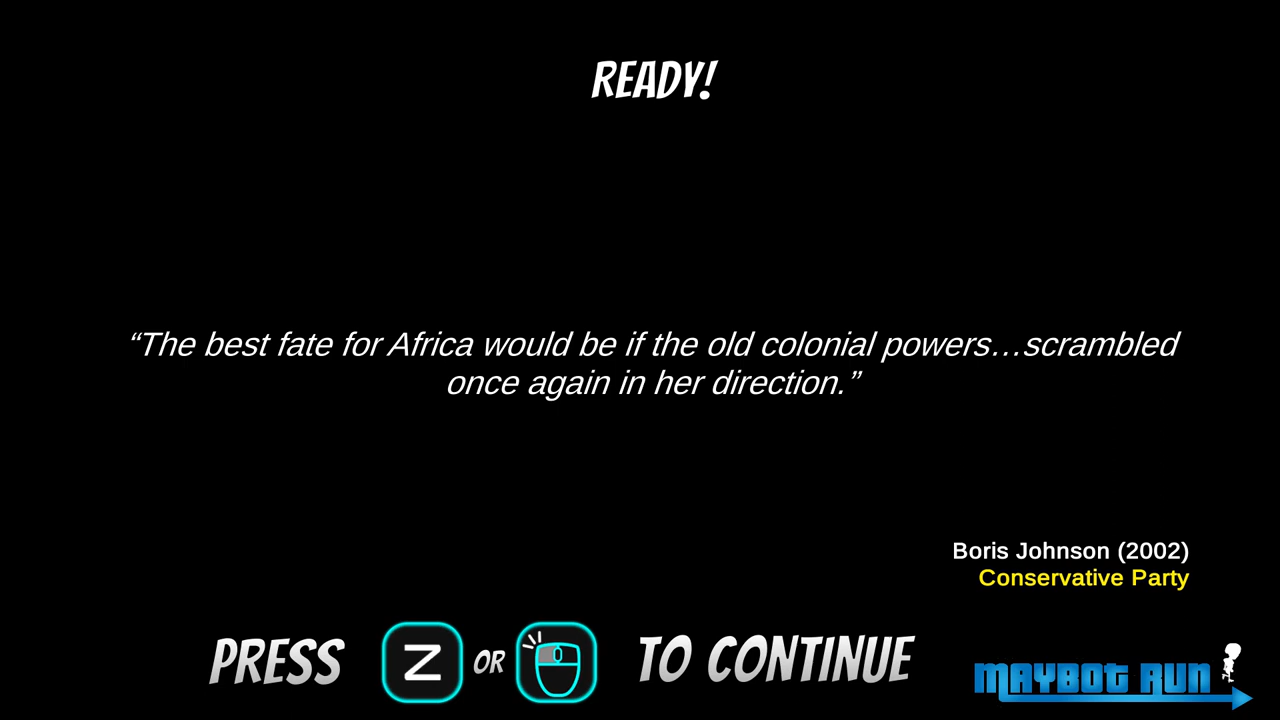 READY!
“The best fate for Africa would be if the old colonial powers…scrambled
once again in her direction.”
Boris Johnson (2002)
Conservative Party
PRESS Z OR TO CONTINUE
MAYBOT RUN